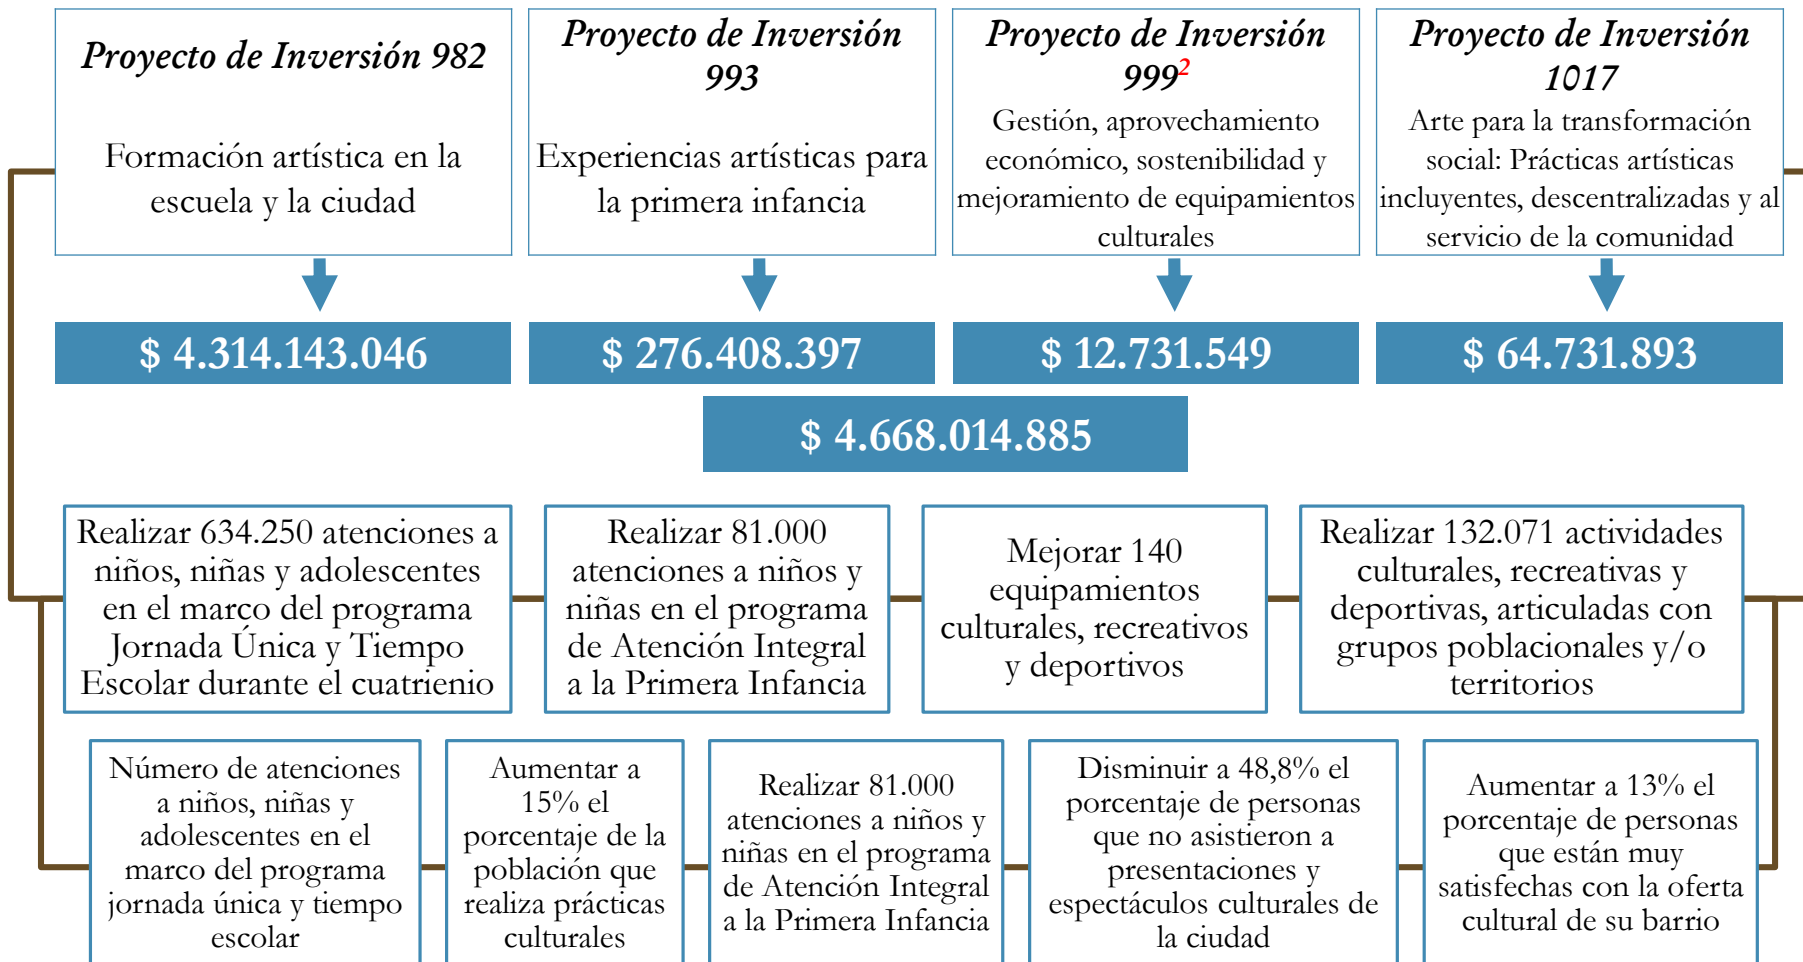 Proyecto de Inversión 982
Formación artística en la
escuela y la ciudad
Proyecto de Inversión
993
Experiencias artísticas para
la primera infancia
Proyecto de Inversión
999²
Gestión, aprovechamiento
económico, sostenibilidad y
mejoramiento de equipamientos
culturales
Proyecto de Inversión
1017
Arte para la transformación
social: Prácticas artísticas
incluyentes, descentralizadas y al
servicio de la comunidad
$ 4.314.143.046
$ 276.408.397
$ 12.731.549
$ 64.731.893
$ 4.668.014.885
Realizar 634.250 atenciones a
niños, niñas y adolescentes
en el marco del programa
Jornada Única y Tiempo
Escolar durante el cuatrienio
Realizar 81.000
atenciones a niños y
niñas en el programa
de Atención Integral
a la Primera Infancia
Mejorar 140
equipamientos
culturales, recreativos
y deportivos
Realizar 132.071 actividades
culturales, recreativas y
deportivas, articuladas con
grupos poblacionales y/o
territorios
Número de atenciones
a niños, niñas y
adolescentes en el
marco del programa
jornada única y tiempo
escolar
Aumentar a
15% el
porcentaje de la
población que
realiza prácticas
culturales
Realizar 81.000
atenciones a niños y
niñas en el programa
de Atención Integral
a la Primera Infancia
Disminuir a 48,8% el
porcentaje de personas
que no asistieron a
presentaciones y
espectáculos culturales de
la ciudad
Aumentar a 13% el
porcentaje de personas
que están muy
satisfechas con la oferta
cultural de su barrio